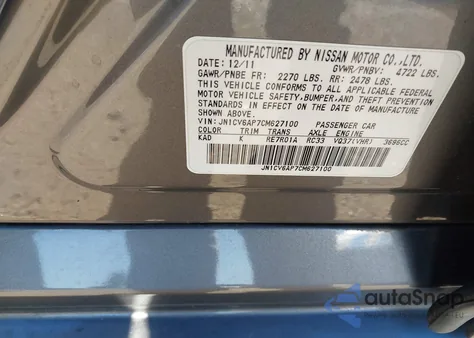 MANUFACTURED BY NISSAN MOTOR CO.,LTD.
DATE: 12/11 GVWR/PNBV: 4722 LBS.
GAWR/PNBE FR: 2270 LBS. RR: 2478 LBS.
THIS VEHICLE CONFORMS TO ALL APPLICABLE FEDERAL
MOTOR VEHICLE SAFETY, BUMPER, AND THEFT PREVENTION
STANDARDS IN EFFECT ON THE DATE OF MANUFACTURE
SHOWN ABOVE.
VIN: JN1CV6AP7CM627100 PASSENGER CAR
COLOR TRIM TRANS AXLE ENGINE
KAD K RE7R01A RC33 VQ37(VHR) 3696CC
JN1CV6AP7CM627100
autoSnap